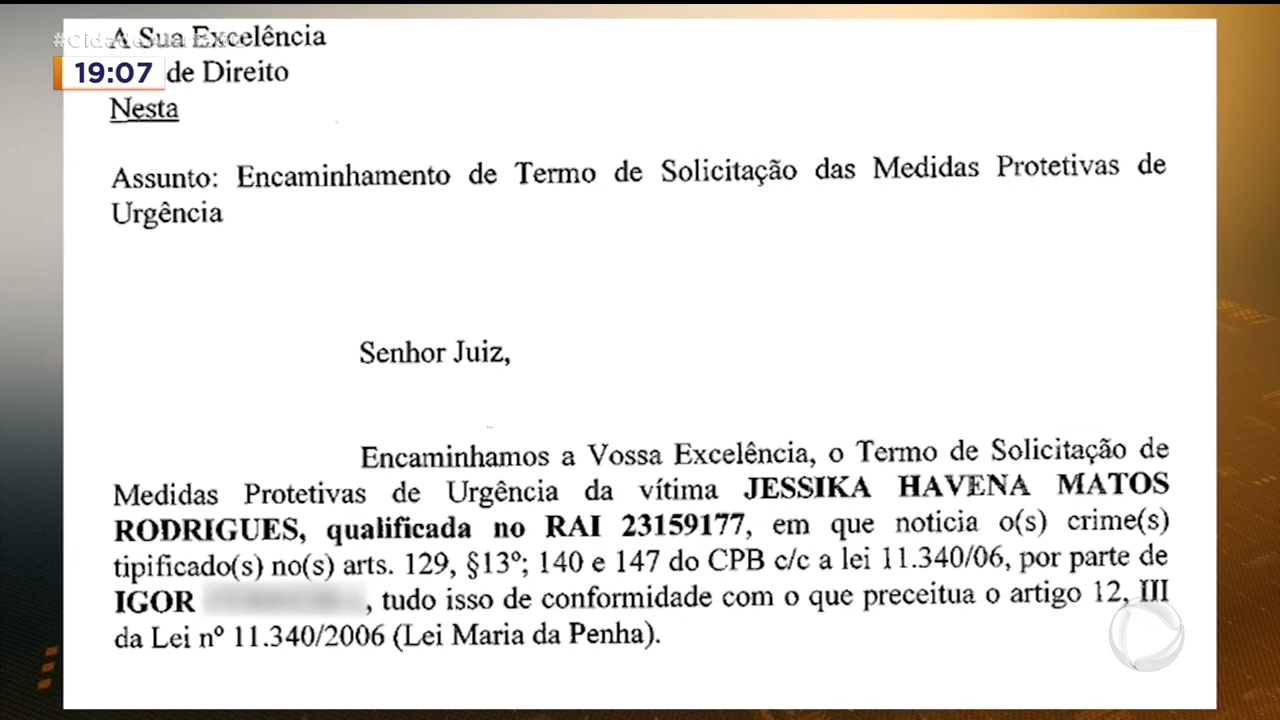 A Sua Excelência
19:07 de Direito
Nesta
Assunto: Encaminhamento de Termo de Solicitação das Medidas Protetivas de
Urgência
Senhor Juiz,
Encaminhamos a Vossa Excelência, o Termo de Solicitação de
Medidas Protetivas de Urgência da vítima JESSIKA HAVENA MATOS
RODRIGUES, qualificada no RAI 23159177, em que noticia o(s) crime(s)
tipificado(s) no(s) arts. 129, §13º; 140 e 147 do CPB c/c a lei 11.340/06, por parte de
IGOR , tudo isso de conformidade com o que preceitua o artigo 12, III
da Lei nº 11.340/2006 (Lei Maria da Penha).